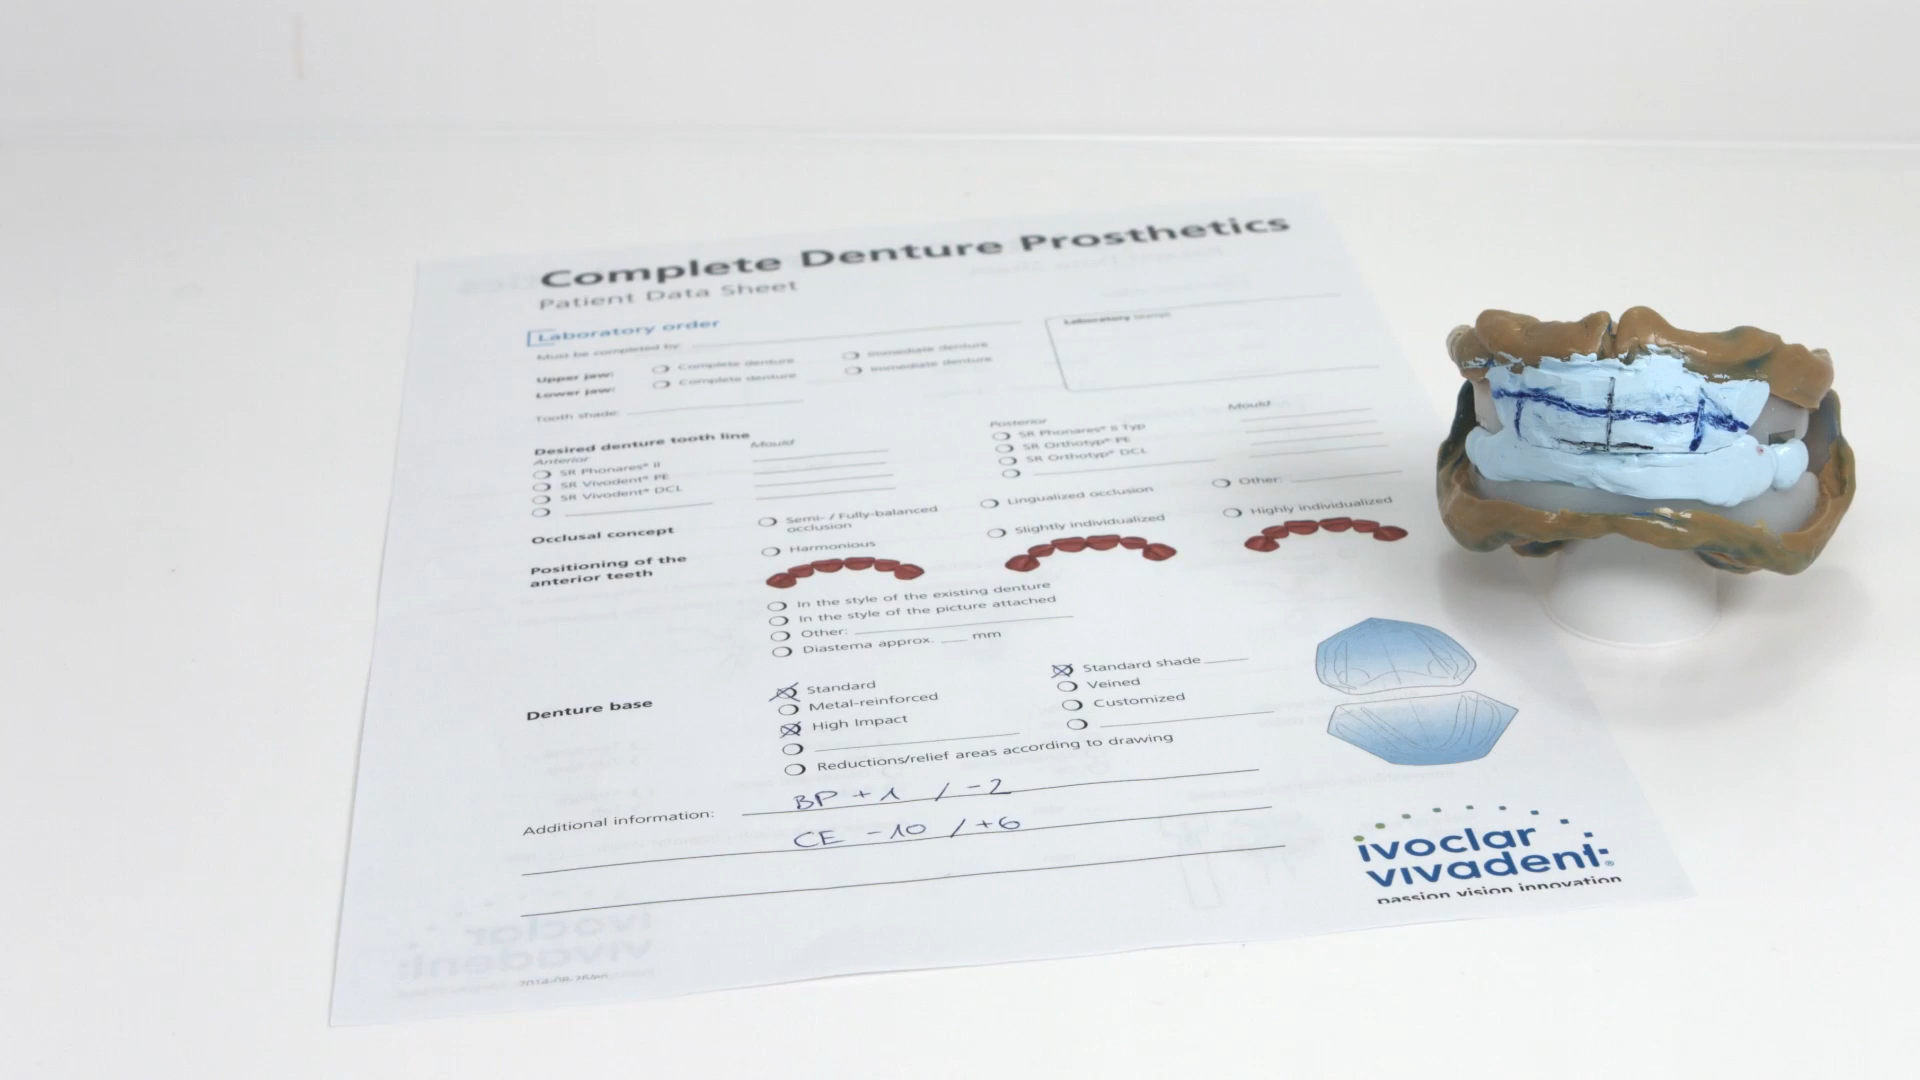 Complete Denture Prosthetics
Patient Data Sheet
Laboratory order
Must be completed by:
Laboratory stamp
Upper jaw: Complete denture Immediate denture
Lower jaw: Complete denture Immediate denture
Tooth shade:
Desired denture tooth line
Anterior Mould
SR Phonares® II
SR Vivodent® PE
SR Vivodent® DCL
Posterior Mould
SR Phonares® II Typ
SR Orthotyp® PE
SR Orthotyp® DCL
Occlusal concept
Semi- / Fully-balanced
occlusion
Lingualized occlusion
Other:
Positioning of the
anterior teeth
Harmonious
Slightly individualized
Highly individualized
In the style of the existing denture
In the style of the picture attached
Other:
Diastema approx. ___ mm
Denture base
Standard
Metal-reinforced
High Impact
Reductions/relief areas according to drawing
Standard shade
Veined
Customized
Additional information:
BP +1 / -2
CE -10 / +6
ivoclar
vivadent®
passion vision innovation